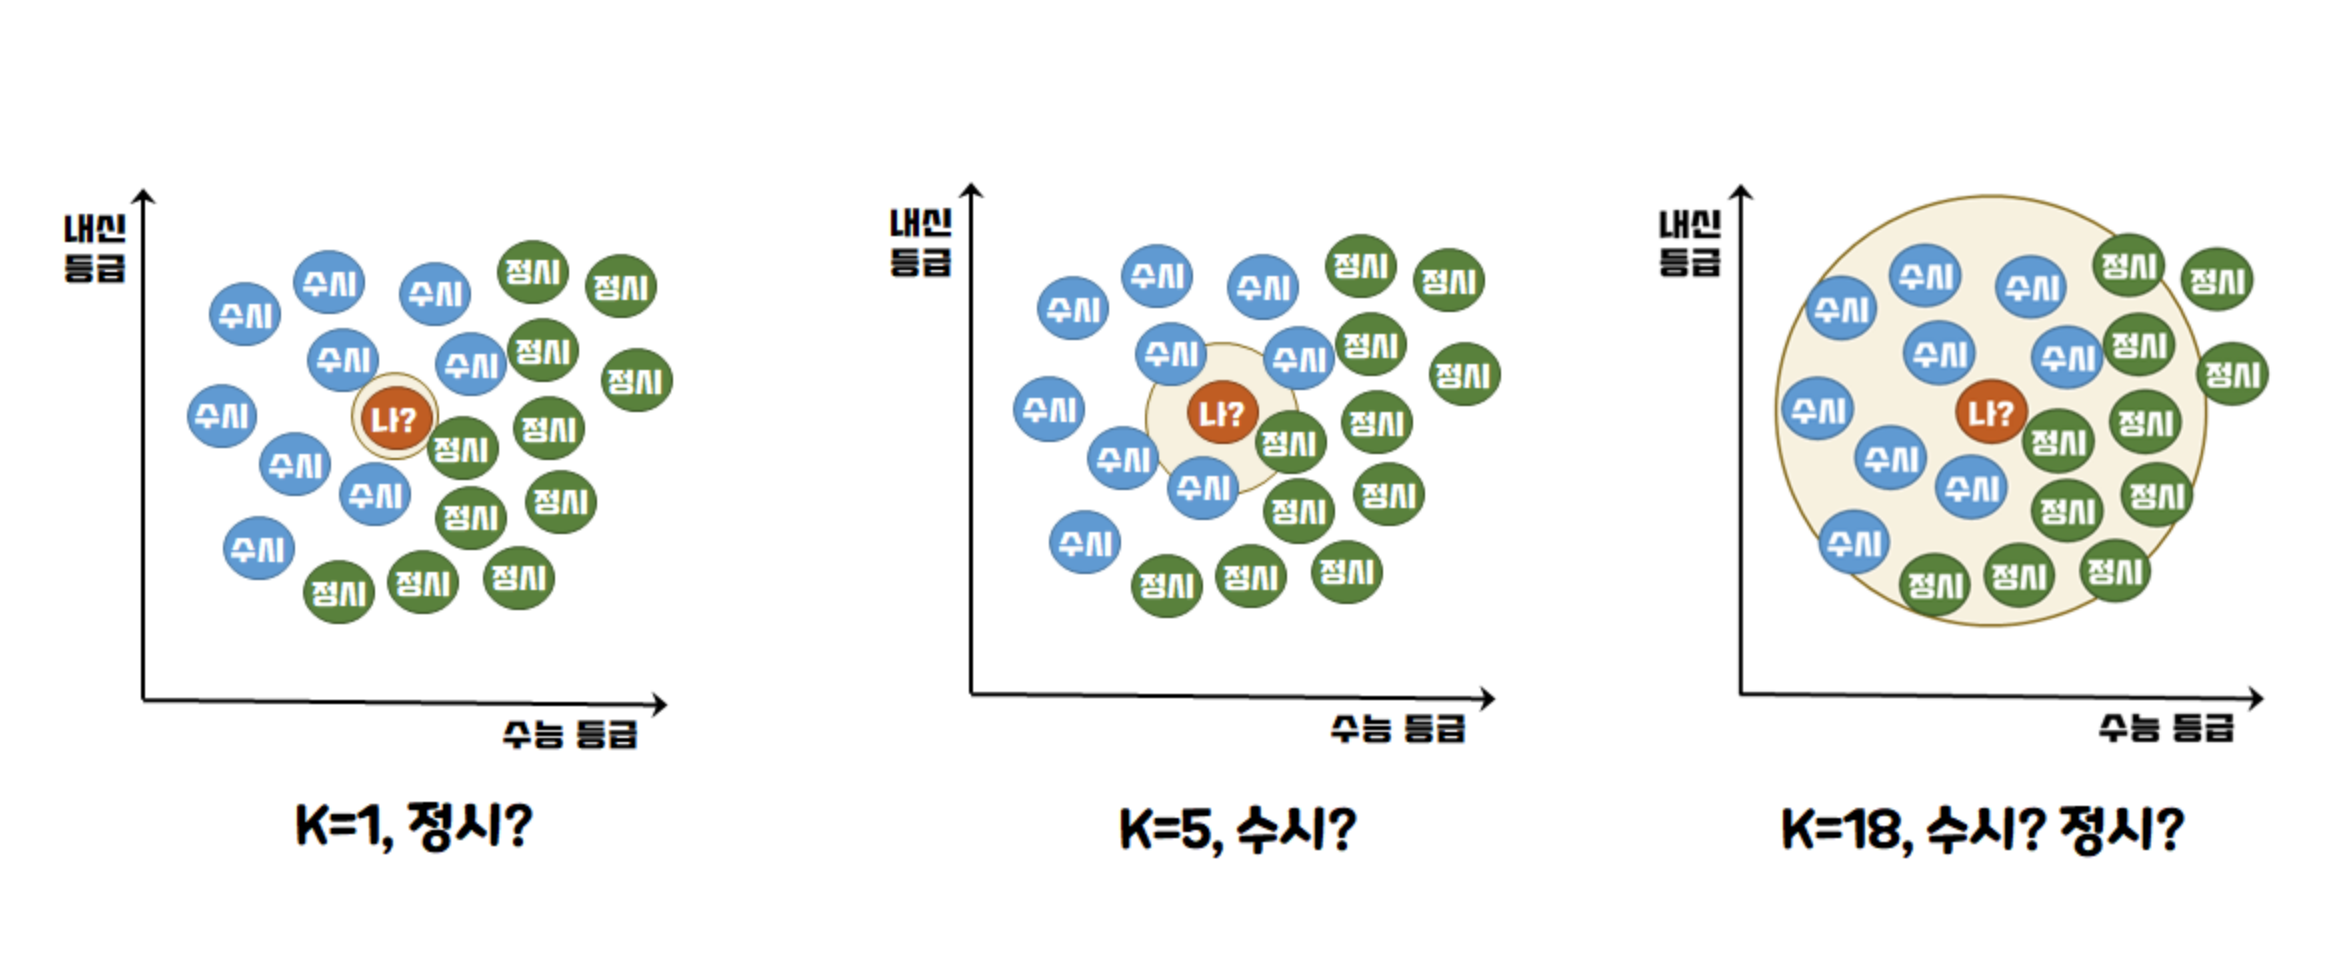 내신
등급
수시
수시
수시
정시
정시
수시
수시
정시
정시
수시
나?
정시
정시
수시
수시
정시
정시
수시
정시
정시
정시
수능 등급
K=1, 정시?
내신
등급
수시
수시
수시
정시
정시
수시
수시
정시
정시
수시
나?
정시
정시
수시
수시
정시
정시
수시
정시
정시
정시
수능 등급
K=5, 수시?
내신
등급
수시
수시
수시
정시
정시
수시
수시
정시
정시
수시
나?
정시
정시
수시
수시
정시
정시
수시
정시
정시
정시
수능 등급
K=18, 수시? 정시?